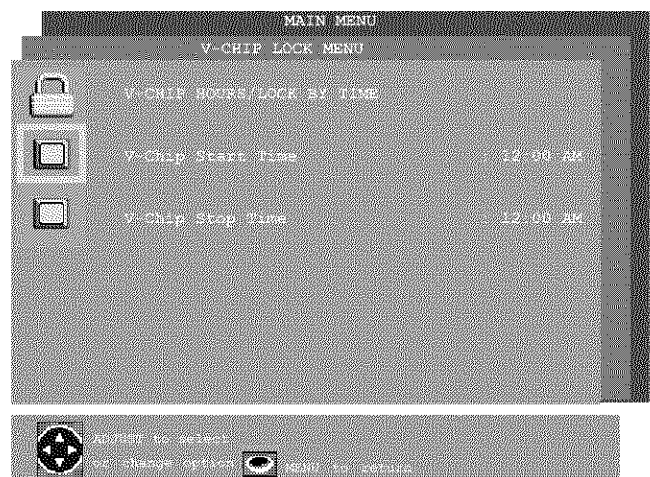 MAIN MENU
V-CHIP LOCK MENU
V-CHIP HOURS/LOCK BY TIME
V-Chip Start Time 12:00 AM
V-Chip Stop Time 12:00 AM
ADJUST to select
or change option MENU to return